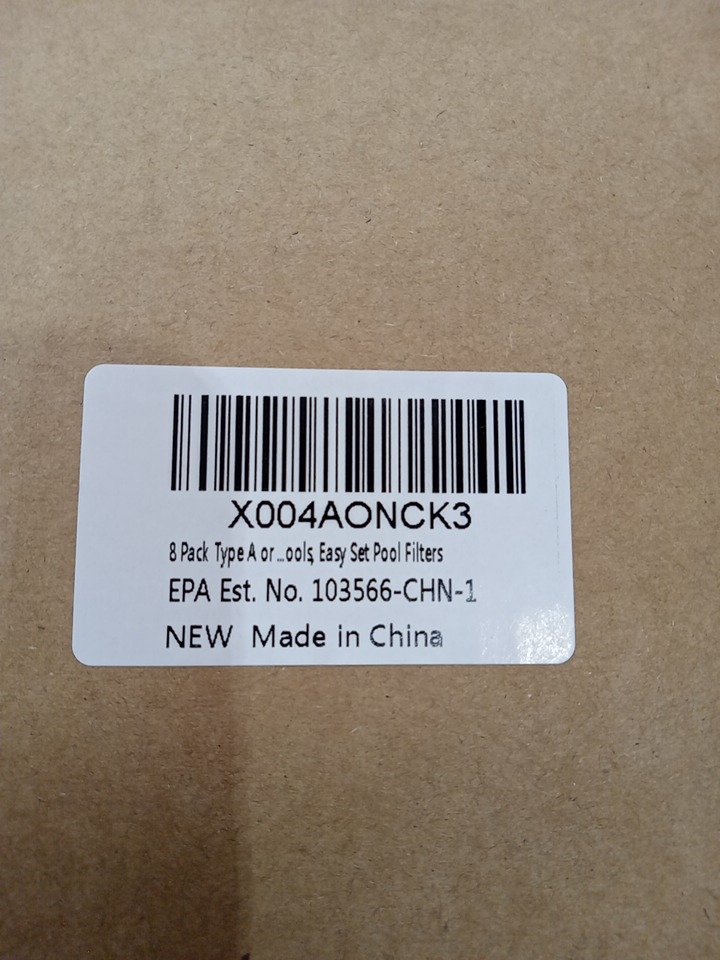 X004AONCK3
8 Pack Type A or ...ools, Easy Set Pool Filters
EPA Est. No. 103566-CHN-1
NEW Made in China